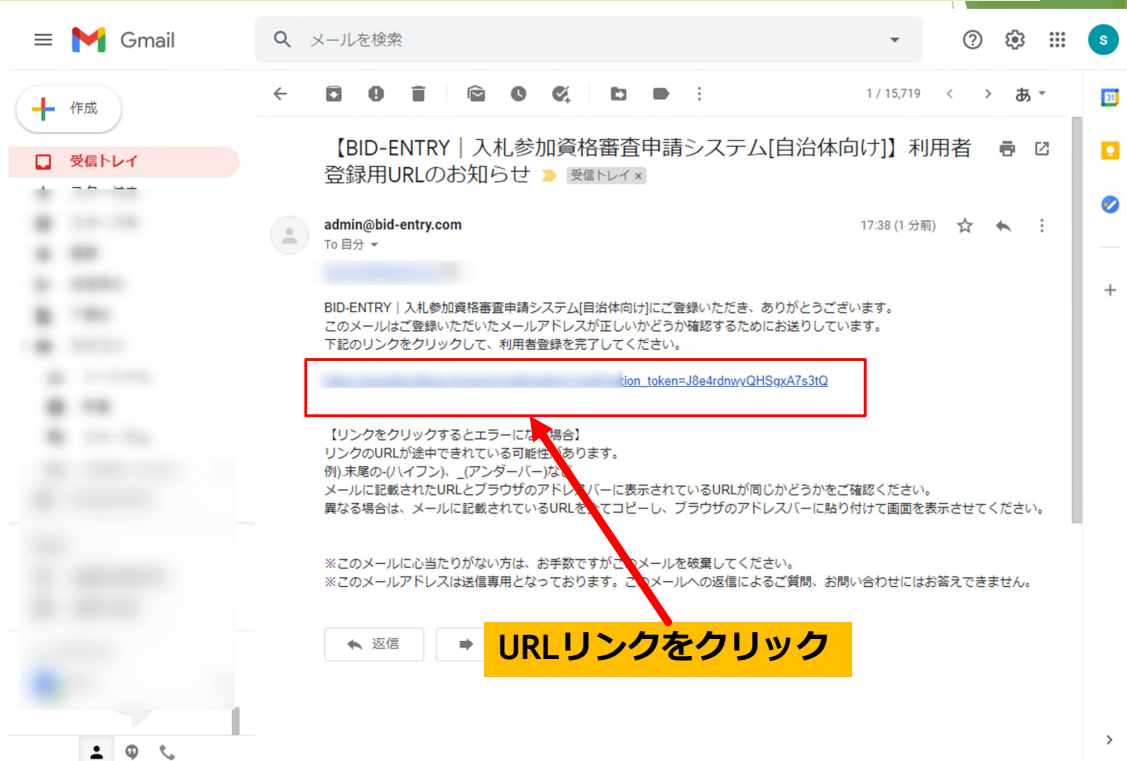 Gmail
メールを検索
S
作成
1 / 15,719
あ
31
受信トレイ
【BID-ENTRY｜入札参加資格審査申請システム[自治体向け]】利用者
登録用URLのお知らせ
受信トレイ ×
admin@bid-entry.com
17:38 (1 分前)
To 自分
BID-ENTRY｜入札参加資格審査申請システム[自治体向け]にご登録いただき、ありがとうございます。
このメールはご登録いただいたメールアドレスが正しいかどうか確認するためにお送りしています。
下記のリンクをクリックして、利用者登録を完了してください。
tion_token=J8e4rdnwyQHSgxA7s3tQ
【リンクをクリックするとエラーになる場合】
リンクのURLが途中できれている可能性があります。
例).末尾の-(ハイフン)、_(アンダーバー)など
メールに記載されたURLとブラウザのアドレスバーに表示されているURLが同じかどうかをご確認ください。
異なる場合は、メールに記載されているURLを全てコピーし、ブラウザのアドレスバーに貼り付けて画面を表示させてください。
※このメールに心当たりがない方は、お手数ですがこのメールを破棄してください。
※このメールアドレスは送信専用となっております。このメールへの返信によるご質問、お問い合わせにはお答えできません。
返信
URLリンクをクリック